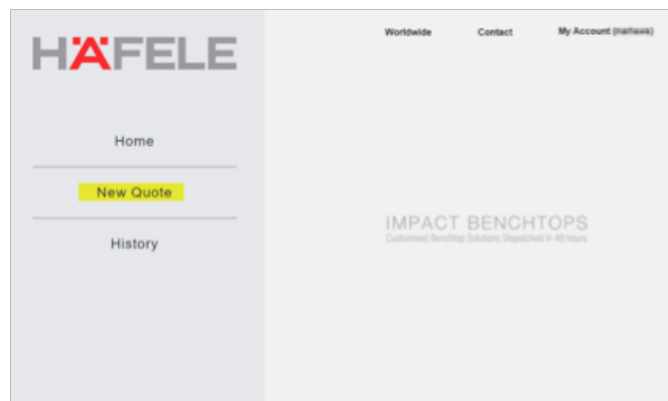 HÄFELE
Worldwide Contact My Account
Home
New Quote
History
IMPACT BENCHTOPS
Customised Benchtop Solutions Dispatched in 48 hours